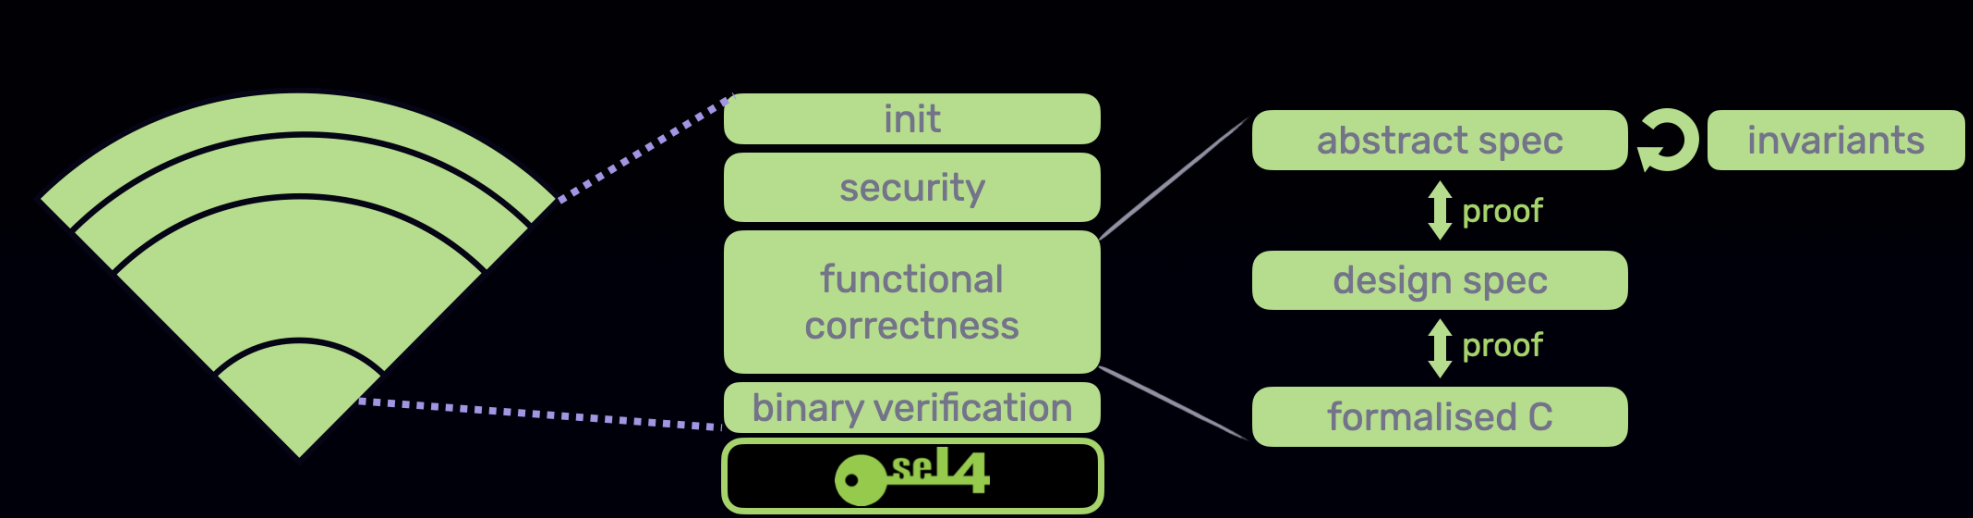 init
security
functional
correctness
binary verification
seL4
abstract spec
invariants
proof
design spec
proof
formalised C